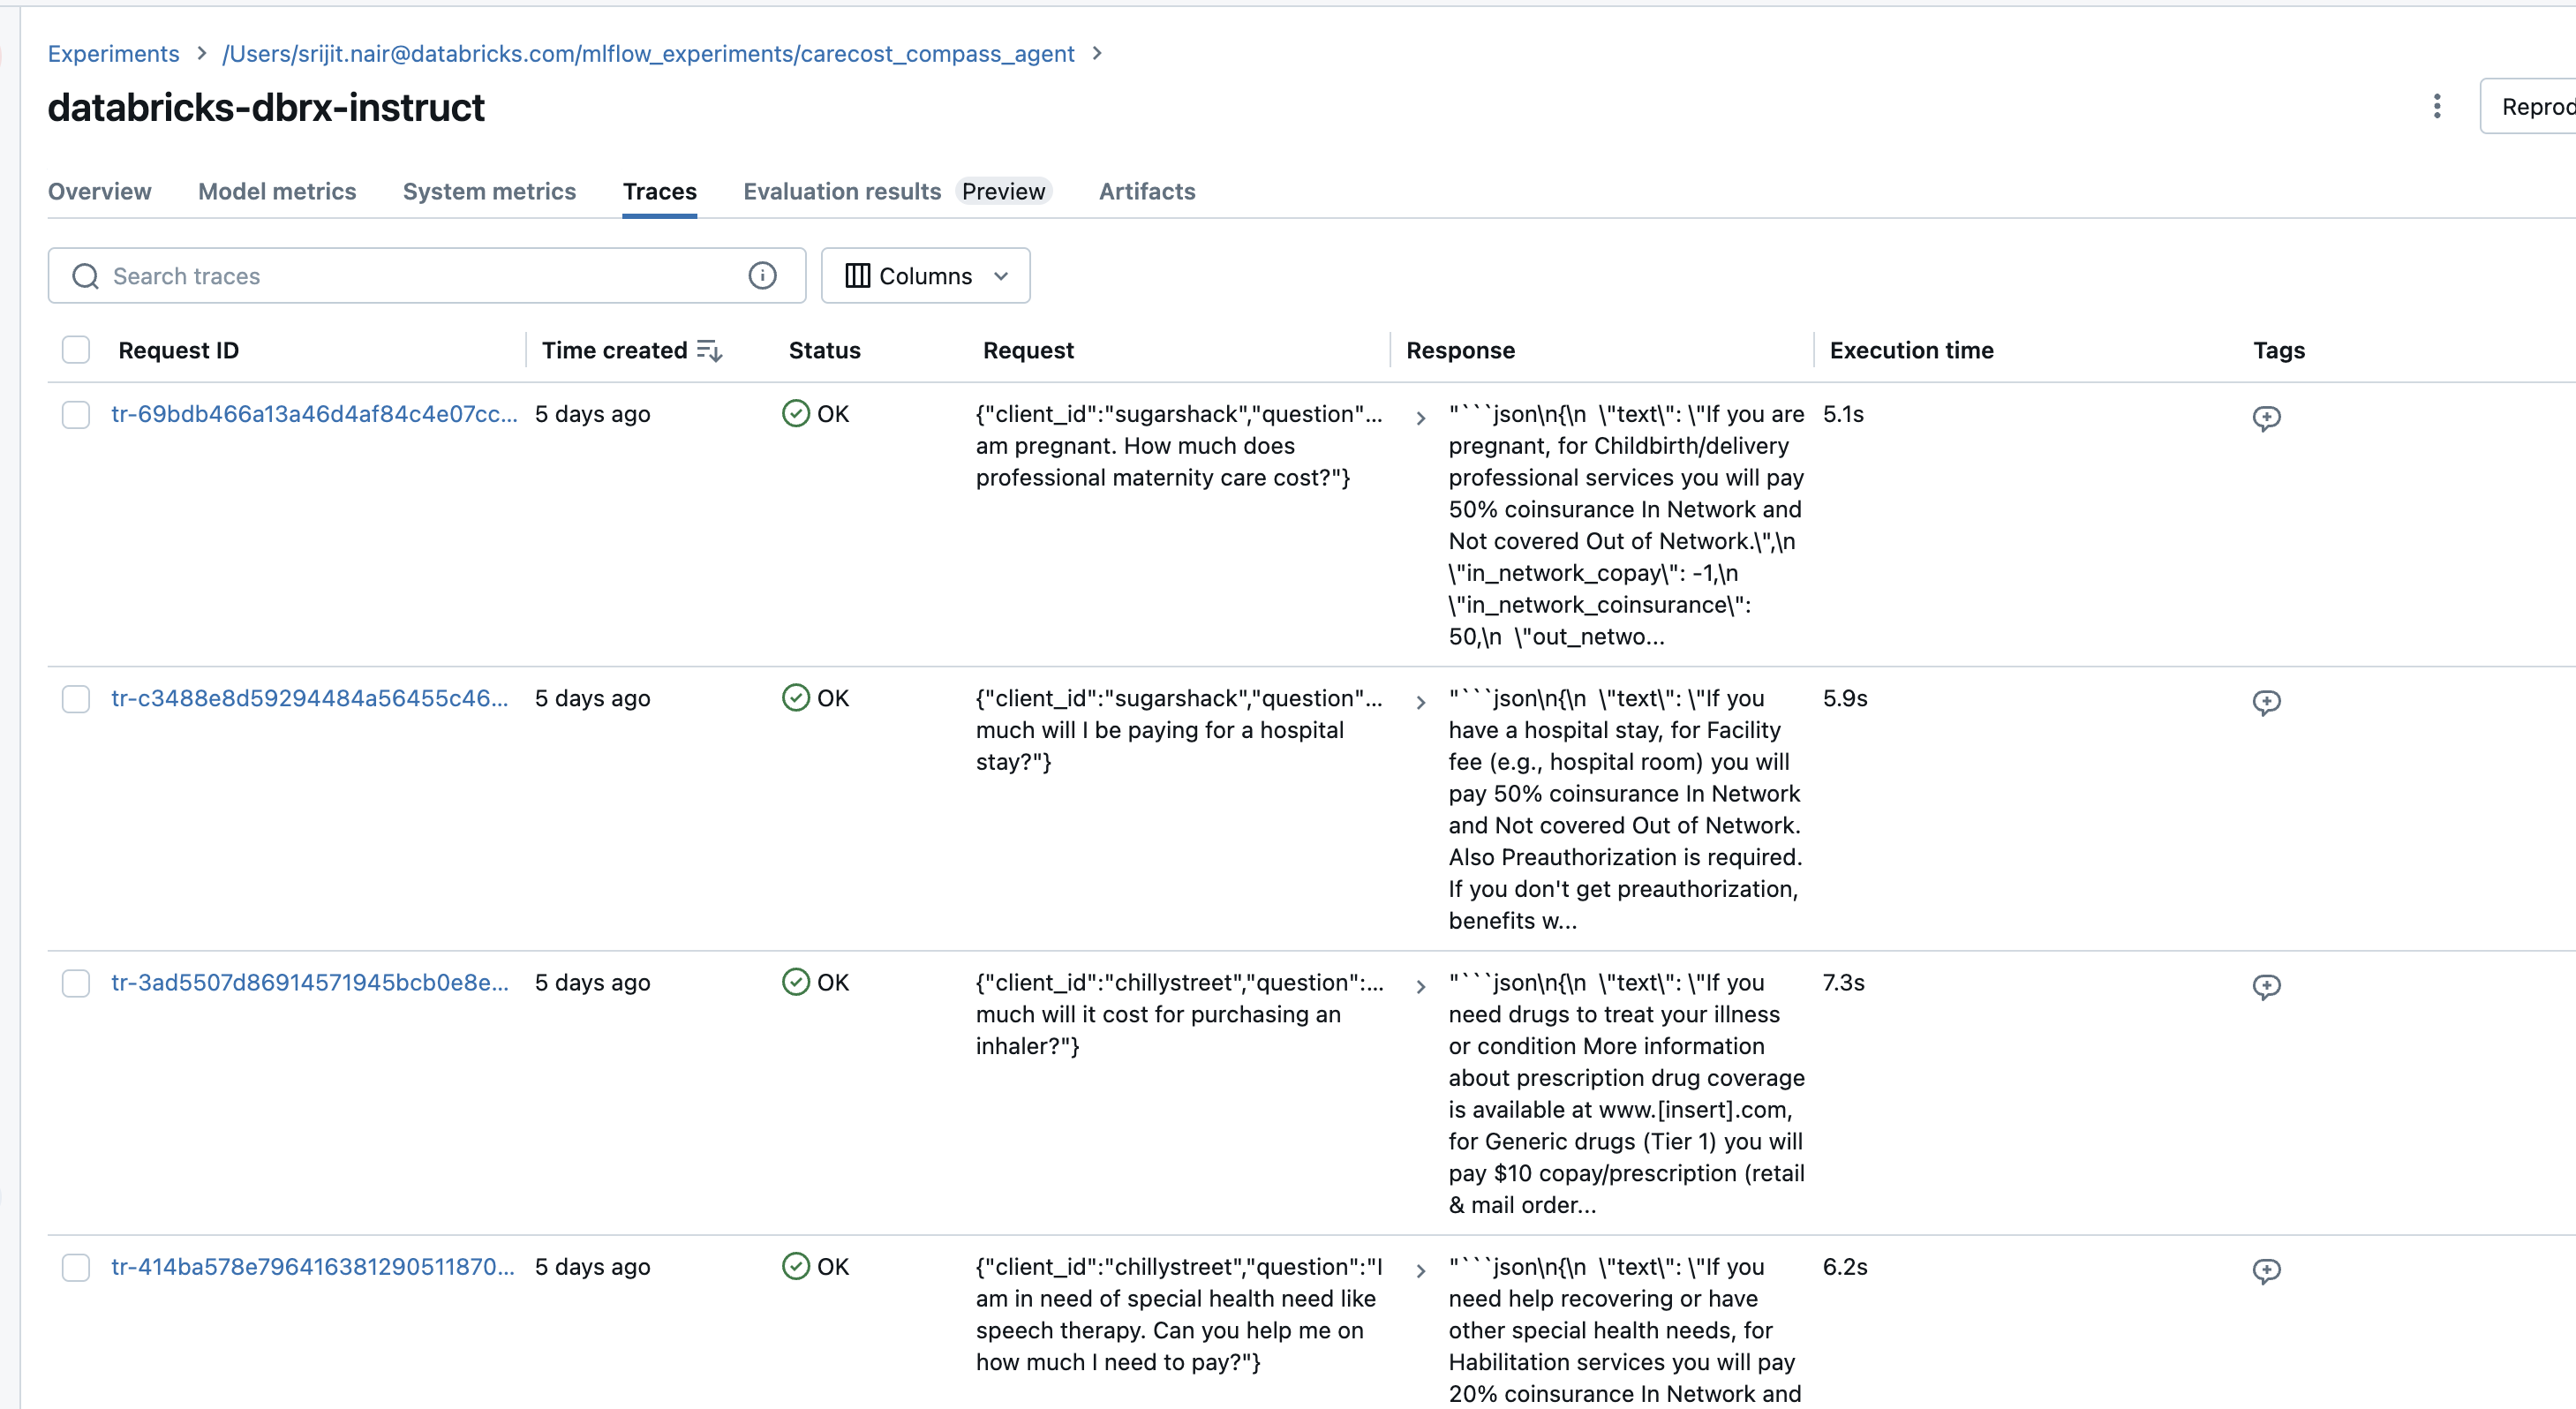 Experiments > /Users/srijit.nair@databricks.com/mlflow_experiments/carecost_compass_agent >
databricks-dbrx-instruct
Reprod
Overview Model metrics System metrics Traces Evaluation results Preview Artifacts
Search traces
Columns
Request ID Time created Status Request Response Execution time Tags
tr-69bdb466a13a46d4af84c4e07cc...
5 days ago
OK
{"client_id":"sugarshack","question"...
am pregnant. How much does
professional maternity care cost?"}
"```json\n{\n  \"text\": \"If you are
pregnant, for Childbirth/delivery
professional services you will pay
50% coinsurance In Network and
Not covered Out of Network.\",\n
\"in_network_copay\": -1,\n
\"in_network_coinsurance\":
50,\n  \"out_netwo...
5.1s
tr-c3488e8d59294484a56455c46...
5 days ago
OK
{"client_id":"sugarshack","question"...
much will I be paying for a hospital
stay?"}
"```json\n{\n  \"text\": \"If you
have a hospital stay, for Facility
fee (e.g., hospital room) you will
pay 50% coinsurance In Network
and Not covered Out of Network.
Also Preauthorization is required.
If you don't get preauthorization,
benefits w...
5.9s
tr-3ad5507d86914571945bcb0e8e...
5 days ago
OK
{"client_id":"chillystreet","question":...
much will it cost for purchasing an
inhaler?"}
"```json\n{\n  \"text\": \"If you
need drugs to treat your illness
or condition More information
about prescription drug coverage
is available at www.[insert].com,
for Generic drugs (Tier 1) you will
pay $10 copay/prescription (retail
& mail order...
7.3s
tr-414ba578e796416381290511870...
5 days ago
OK
{"client_id":"chillystreet","question":"I
am in need of special health need like
speech therapy. Can you help me on
how much I need to pay?"}
"```json\n{\n  \"text\": \"If you
need help recovering or have
other special health needs, for
Habilitation services you will pay
20% coinsurance In Network and
6.2s